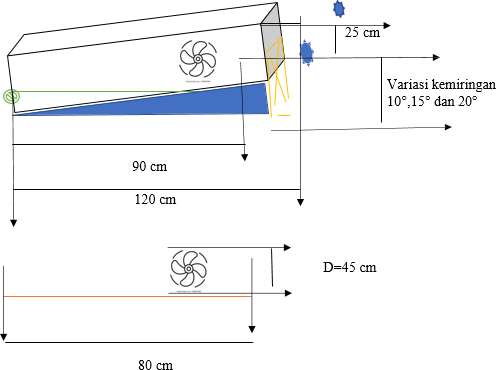 25 cm
Variasi kemiringan
10°,15° dan 20°
90 cm
120 cm
D=45 cm
80 cm